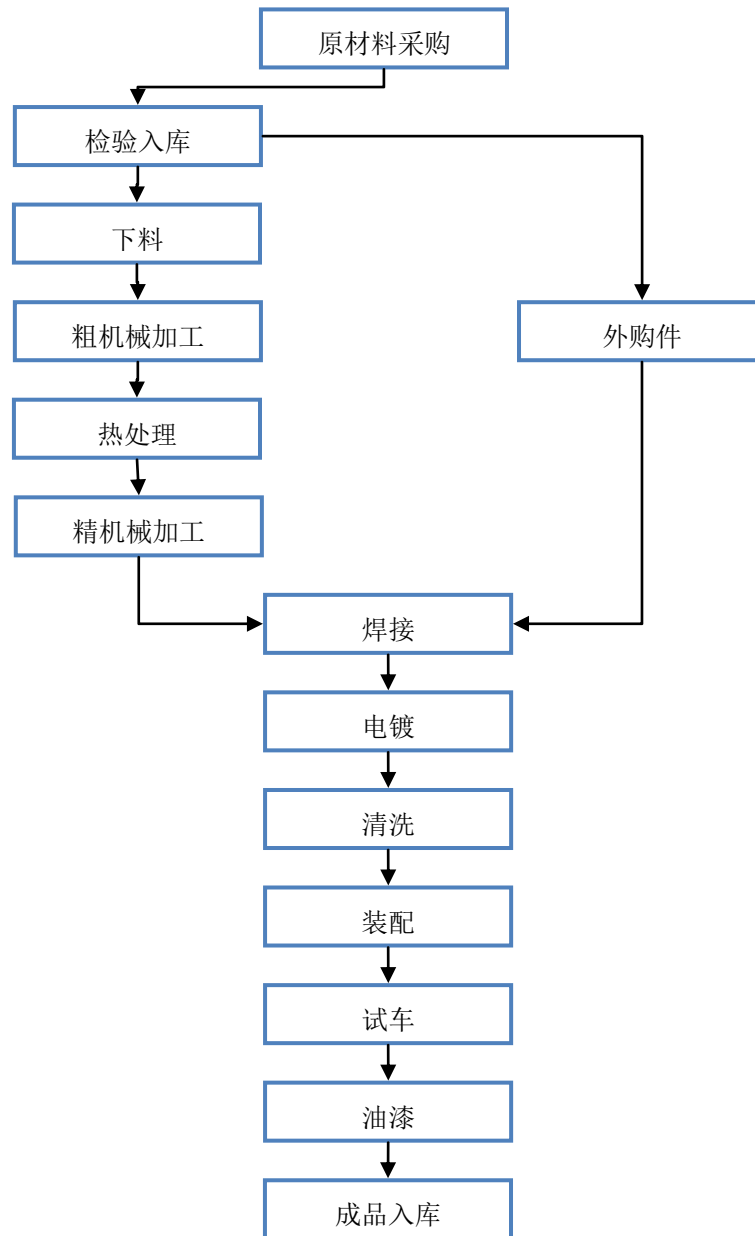 原材料采购
检验入库
下料
粗机械加工
外购件
热处理
精机械加工
焊接
电镀
清洗
装配
试车
油漆
成品入库